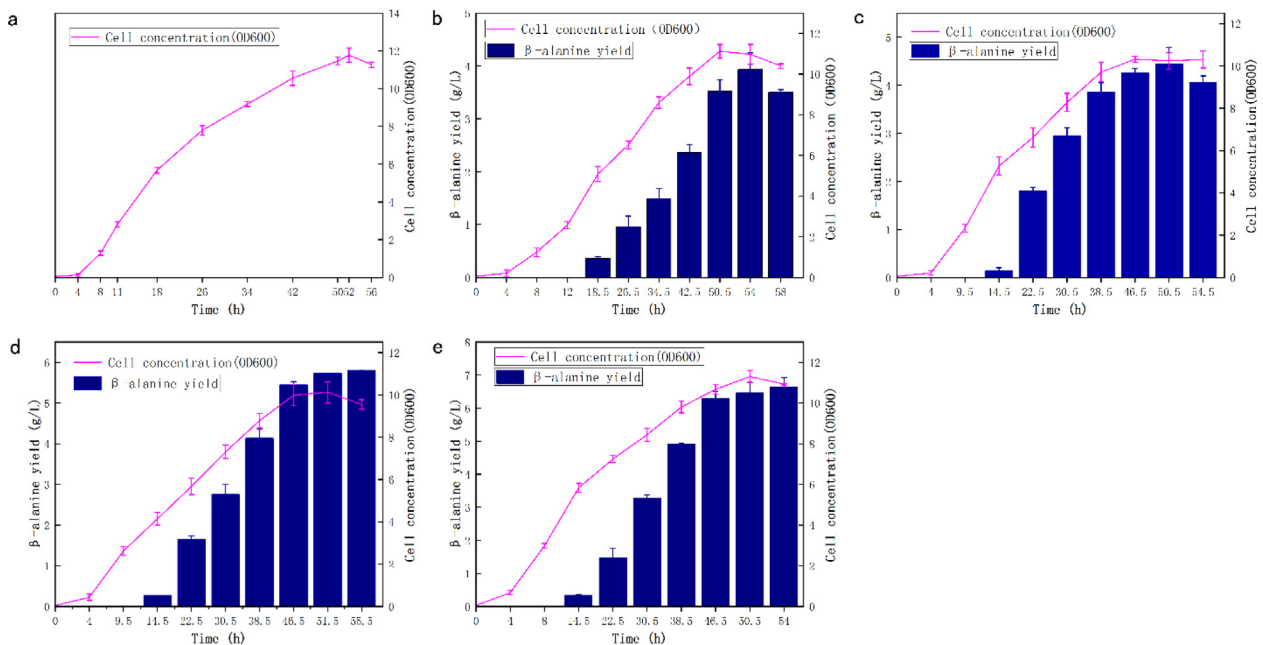 a
Cell concentration(OD600)
14
12
10
8
6
4
2
0
Cell concentration(OD600)
0 4 8 11 18 26 34 42 5052 56
Time (h)
b
Cell concentration (OD600)
β-alanine yield
5
4
3
2
1
0
β-alanine yield (g/L)
12
10
8
6
4
2
0
Cell concentration (OD600)
0 4 8 12 18.5 26.5 34.5 42.5 50.5 54 58
Time (h)
c
Cell concentration(OD600)
β-alanine yield
5
4
3
2
1
0
β-alanine yield (g/L)
12
10
8
6
4
2
0
Cell concentration(OD600)
0 4 9.5 14.5 22.5 30.5 38.5 46.5 50.5 54.5
Time (h)
d
Cell concentration(OD600)
β-alanine yield
6
5
4
3
2
1
0
β-alanine yield (g/L)
12
10
8
6
4
2
0
Cell concentration(OD600)
0 4 9.5 14.5 22.5 30.5 38.5 46.5 51.5 55.5
Time (h)
e
Cell concentration(OD600)
β-alanine yield
8
7
6
5
4
3
2
1
0
β-alanine yield (g/L)
12
10
8
6
4
2
0
Cell concentration(OD600)
0 4 8 14.5 22.5 30.5 38.5 46.5 50.5 54
Time (h)